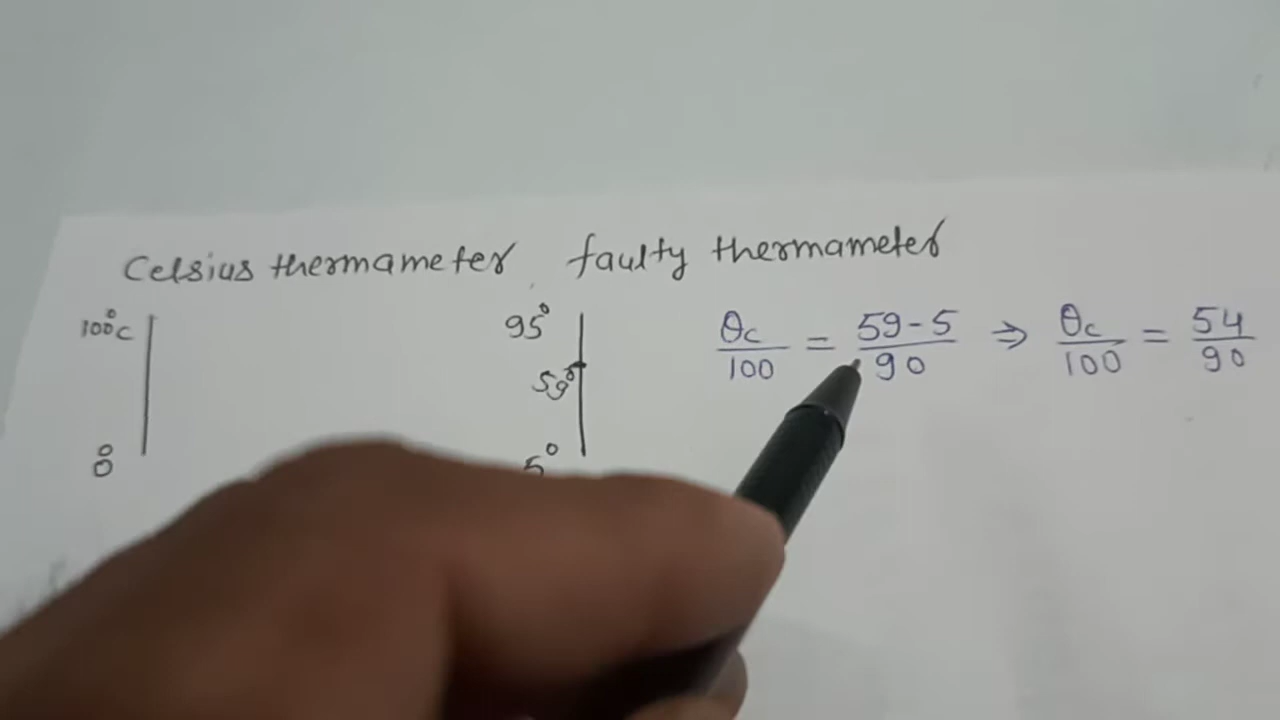 Celsius thermameter faulty thermameter
100°C
0°
95°
59°
5°
θc/100 = 59-5/90 ⇒ θc/100 = 54/90